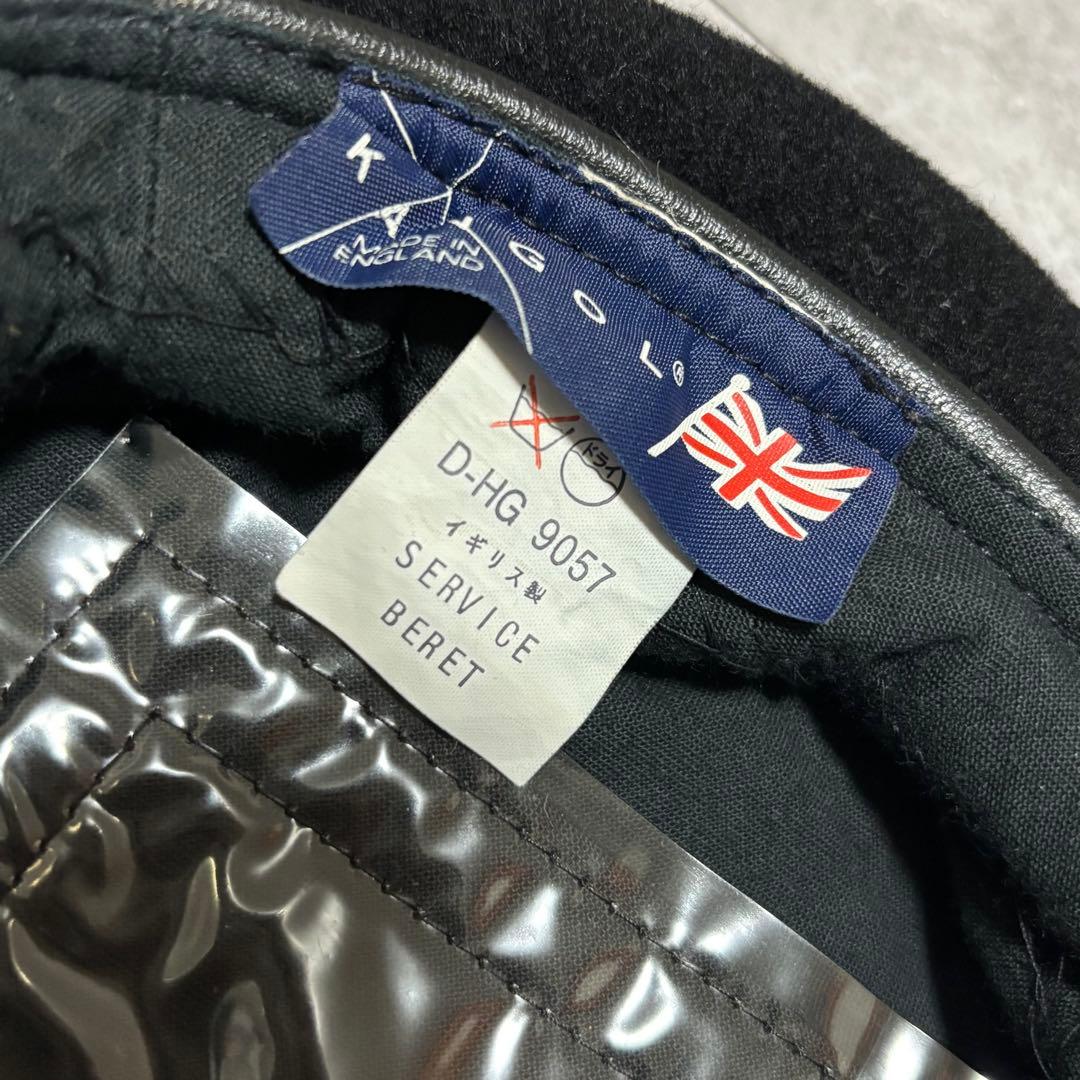 KANGOL®
MADE IN
ENGLAND
ドライ
D-HG 9057
イギリス製
SERVICE
BERET